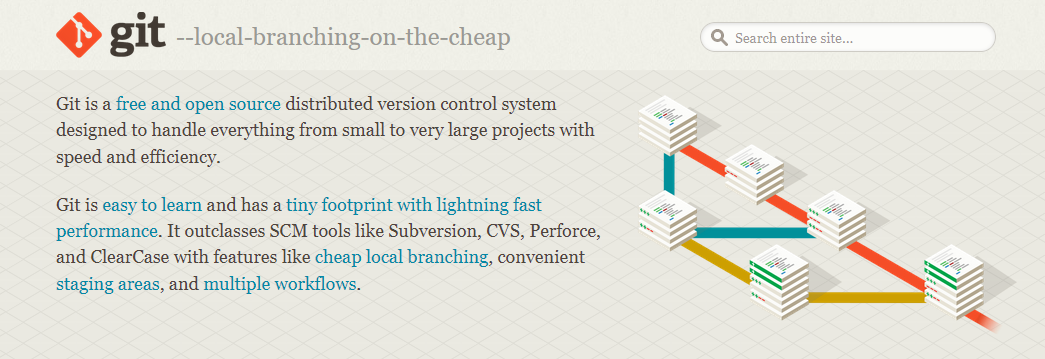 git --local-branching-on-the-cheap
Search entire site...
Git is a free and open source distributed version control system
designed to handle everything from small to very large projects with
speed and efficiency.
Git is easy to learn and has a tiny footprint with lightning fast
performance. It outclasses SCM tools like Subversion, CVS, Perforce,
and ClearCase with features like cheap local branching, convenient
staging areas, and multiple workflows.